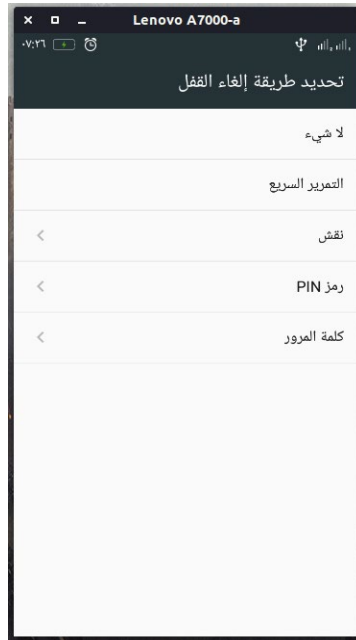 Lenovo A7000-a
٠٧:٢٦
تحديد طريقة إلغاء القفل
لا شيء
التمرير السريع
نقش
رمز PIN
كلمة المرور